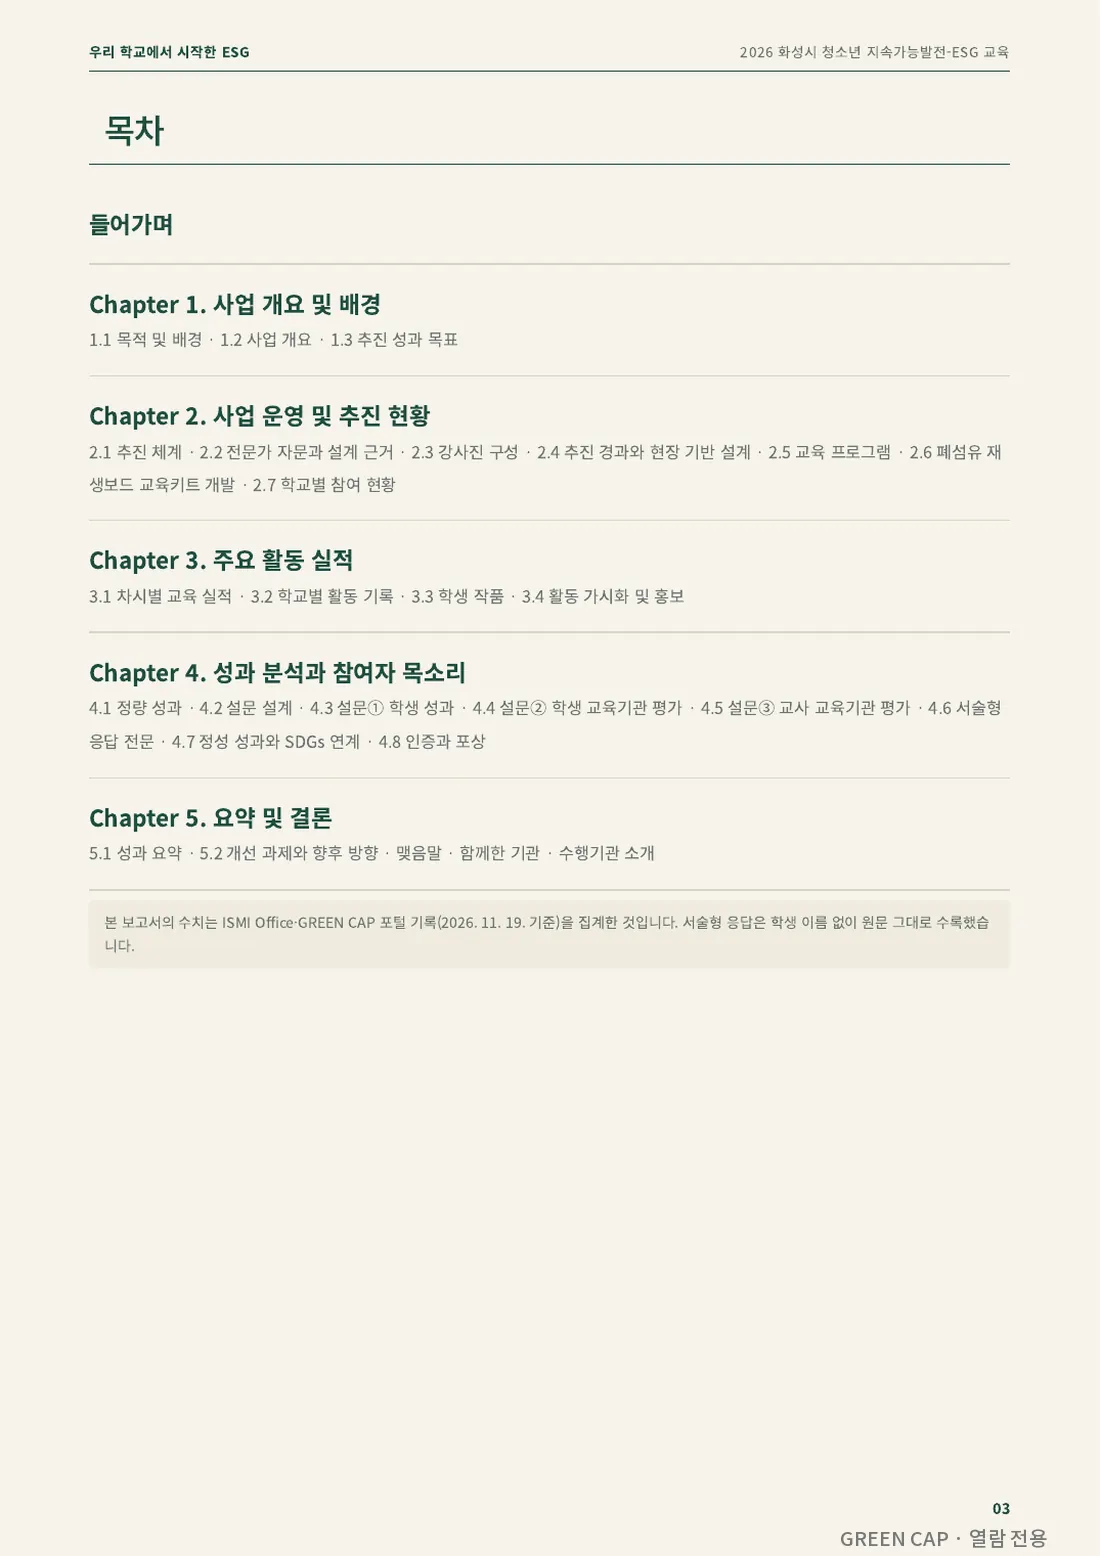 우리 학교에서 시작한 ESG
2026 화성시 청소년 지속가능발전-ESG 교육
목차
들어가며
Chapter 1. 사업 개요 및 배경
1.1 목적 및 배경 · 1.2 사업 개요 · 1.3 추진 성과 목표
Chapter 2. 사업 운영 및 추진 현황
2.1 추진 체계 · 2.2 전문가 자문과 설계 근거 · 2.3 강사진 구성 · 2.4 추진 경과와 현장 기반 설계 · 2.5 교육 프로그램 · 2.6 폐섬유 재
생보드 교육키트 개발 · 2.7 학교별 참여 현황
Chapter 3. 주요 활동 실적
3.1 차시별 교육 실적 · 3.2 학교별 활동 기록 · 3.3 학생 작품 · 3.4 활동 가시화 및 홍보
Chapter 4. 성과 분석과 참여자 목소리
4.1 정량 성과 · 4.2 설문 설계 · 4.3 설문① 학생 성과 · 4.4 설문② 학생 교육기관 평가 · 4.5 설문③ 교사 교육기관 평가 · 4.6 서술형
응답 전문 · 4.7 정성 성과와 SDGs 연계 · 4.8 인증과 포상
Chapter 5. 요약 및 결론
5.1 성과 요약 · 5.2 개선 과제와 향후 방향 · 맺음말 · 함께한 기관 · 수행기관 소개
본 보고서의 수치는 ISMI Office·GREEN CAP 포털 기록(2026. 11. 19. 기준)을 집계한 것입니다. 서술형 응답은 학생 이름 없이 원문 그대로 수록했습
니다.
03
GREEN CAP · 열람 전용